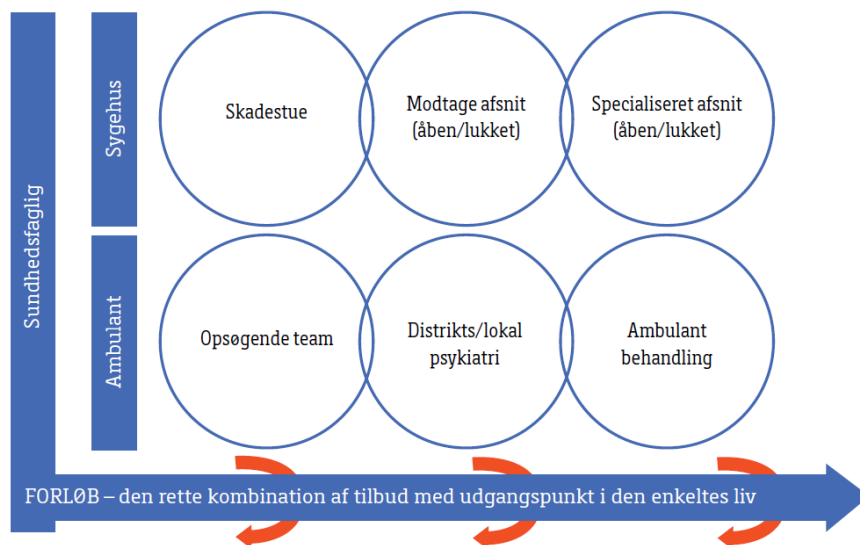 Sundhedsfaglig
Sygehus
Skadestue
Modtage afsnit
(åben/lukket)
Specialiseret afsnit
(åben/lukket)
Ambulant
Opsøgende team
Distrikts/lokal
psykiatri
Ambulant
behandling
FORLØB – den rette kombination af tilbud med udgangspunkt i den enkeltes liv